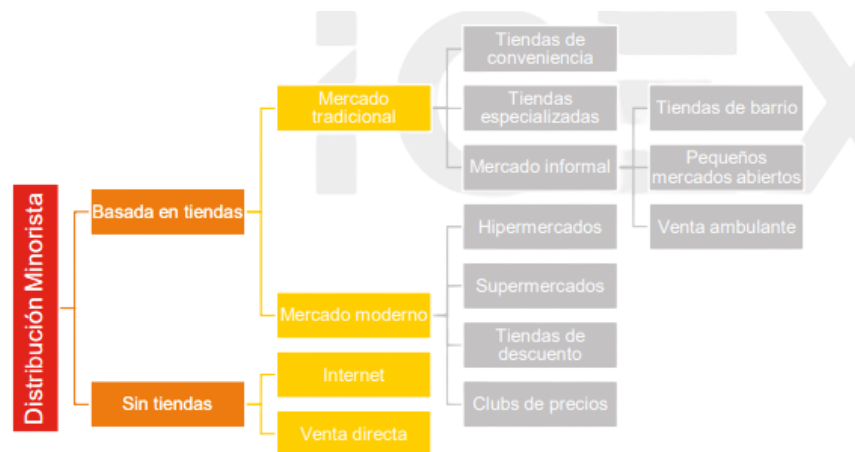 iCEX
Tiendas de
conveniencia
Mercado
tradicional
Tiendas
especializadas
Tiendas de barrio
Mercado informal
Pequeños
mercados abiertos
Distribución Minorista
Basada en tiendas
Hipermercados
Venta ambulante
Supermercados
Mercado moderno
Tiendas de
descuento
Internet
Sin tiendas
Clubs de precios
Venta directa